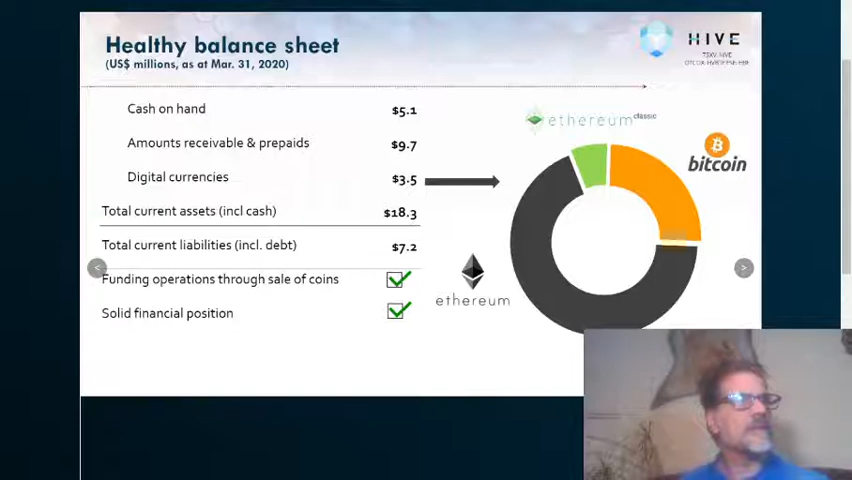 Healthy balance sheet
(US$ millions, as at Mar. 31, 2020)
HIVE
Cash on hand $5.1
Amounts receivable & prepaids $9.7
Digital currencies $3.5
Total current assets (incl cash) $18.3
Total current liabilities (incl. debt) $7.2
Funding operations through sale of coins
Solid financial position
ethereum classic
bitcoin
ethereum